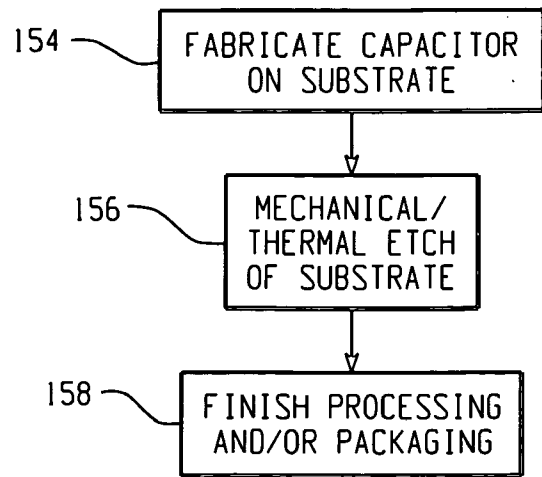 154
FABRICATE CAPACITOR
ON SUBSTRATE
156
MECHANICAL/
THERMAL ETCH
OF SUBSTRATE
158
FINISH PROCESSING
AND/OR PACKAGING